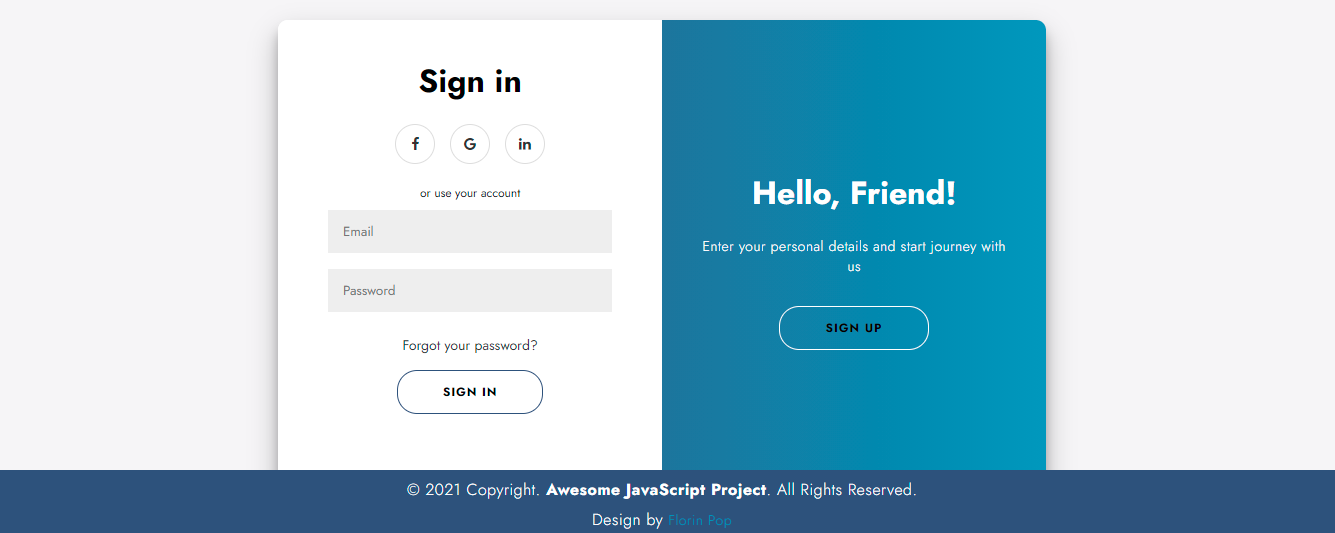 Sign in
f G in
or use your account
Email
Password
Forgot your password?
SIGN IN
Hello, Friend!
Enter your personal details and start journey with
us
SIGN UP
© 2021 Copyright. Awesome JavaScript Project. All Rights Reserved.
Design by Florin Pop